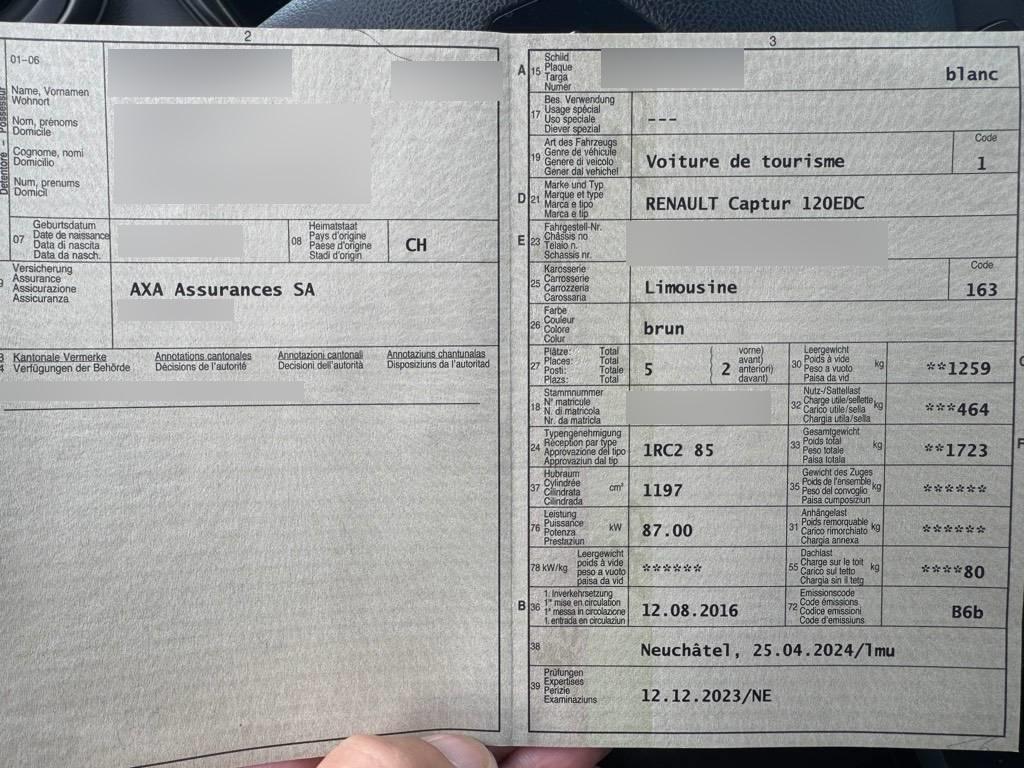 2
01-06
Name, Vornamen
Wohnort
Nom, prénoms
Domicile
Cognome, nomi
Domicilio
Num, prenums
Domicil
Detentore - Possessur
07
Geburtsdatum
Date de naissance
Data di nascita
Data da nasch.
08
Heimatstaat
Pays d'origine
Paese d'origine
Stadi d'origin
CH
9
Versicherung
Assurance
Assicurazione
Assicuranza
AXA Assurances SA
Kantonale Vermerke
Verfügungen der Behörde
Annotations cantonales
Décisions de l'autorité
Annotazioni cantonali
Decisioni dell'autorità
Annotaziuns chantunalas
Disposiziuns da l'autoritad
3
A 15
Schild
Plaque
Targa
Numer
blanc
17
Bes. Verwendung
Usage spécial
Uso speciale
Diever spezial
---
19
Art des Fahrzeugs
Genre de véhicule
Genere di veicolo
Gener dal vehichel
Voiture de tourisme
Code
1
D 21
Marke und Typ
Marque et type
Marca e tipo
Marca e tip
RENAULT Captur 120EDC
E 23
Fahrgestell-Nr.
Châssis no
Telaio n.
Schassis nr.
25
Karosserie
Carrosserie
Carrozzeria
Carossaria
Limousine
Code
163
26
Farbe
Couleur
Colore
Colur
brun
27
Plätze: Total
Places: Total
Posti: Totale
Plazs: Total
5
2
vorne)
avant)
anteriori)
davant)
30
Leergewicht
Poids à vide
Peso a vuoto
Paisa da vid
kg
**1259
18
Stammnummer
N° matricule
N. di matricola
Nr. da matricla
32
Nutz-/Sattellast
Charge utile/sellette
Carico utile/sella
Chargia utila/sella
kg
***464
24
Typengenehmigung
Réception par type
Approvazione del tipo
Approvaziun dal tip
1RC2 85
33
Gesamtgewicht
Poids total
Peso totale
Paisa totala
kg
**1723
F
37
Hubraum
Cylindrée
Cilindrata
Cilindrada
cm³
1197
35
Gewicht des Zuges
Poids de l'ensemble
Peso del convoglio
Paisa cumposiziun
kg
******
76
Leistung
Puissance
Potenza
Prestaziun
kW
87.00
31
Anhängelast
Poids remorquable
Carico rimorchiato
Chargia annexa
kg
******
78 kW/kg
Leergewicht
poids à vide
peso a vuoto
paisa da vid
******
55
Dachlast
Charge sur le toit
Carico sul tetto
Chargia sin il tetg
kg
****80
B 36
1. Inverkehrsetzung
1re mise en circulation
1a messa in circolazione
1. entrada en circulaziun
12.08.2016
72
Emissionscode
Code émissions
Codice emissioni
Code d'emissiuns
B6b
38
Neuchâtel, 25.04.2024/lmu
39
Prüfungen
Expertises
Perizie
Examinaziuns
12.12.2023/NE